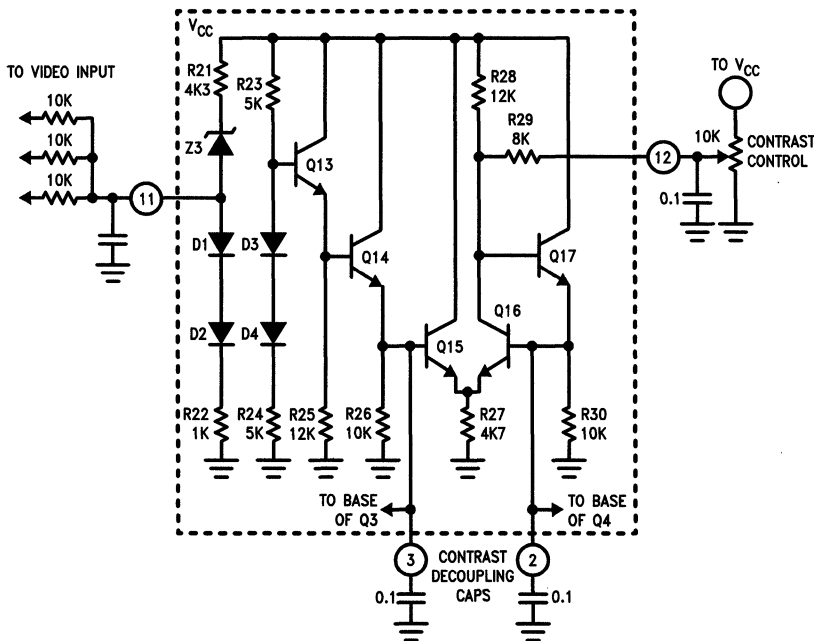 VCC
R21
4K3
R23
5K
R28
12K
TO VIDEO INPUT
TO VCC
10K
10K
10K
R29
8K
10K
CONTRAST
CONTROL
Z3
Q13
12
11
0.1
D1
D3
Q14
Q17
D2
D4
Q15
Q16
R22
1K
R24
5K
R25
12K
R26
10K
R27
4K7
R30
10K
TO BASE
OF Q3
TO BASE
OF Q4
3
CONTRAST
DECOUPLING
CAPS
2
0.1
0.1